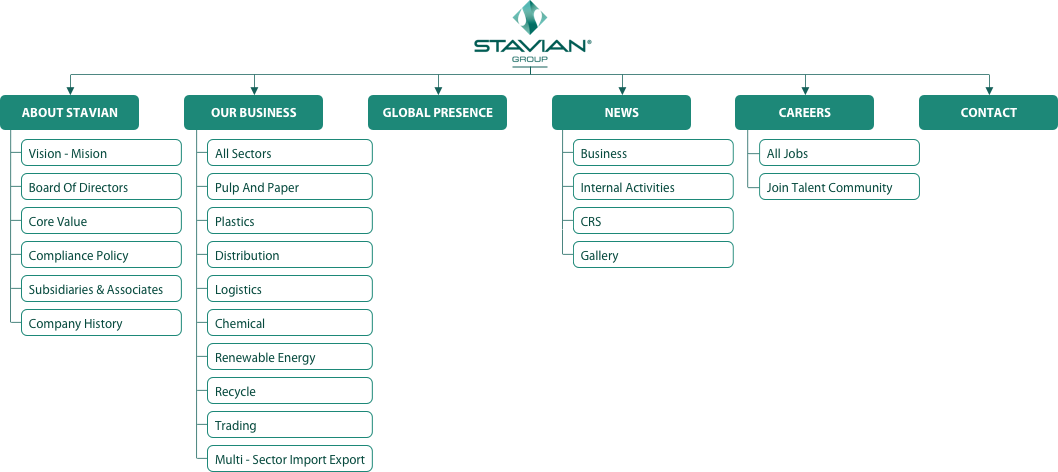 STAVIAN®
GROUP
ABOUT STAVIAN
Vision - Mision
Board Of Directors
Core Value
Compliance Policy
Subsidiaries & Associates
Company History
OUR BUSINESS
All Sectors
Pulp And Paper
Plastics
Distribution
Logistics
Chemical
Renewable Energy
Recycle
Trading
Multi - Sector Import Export
GLOBAL PRESENCE
NEWS
Business
Internal Activities
CRS
Gallery
CAREERS
All Jobs
Join Talent Community
CONTACT